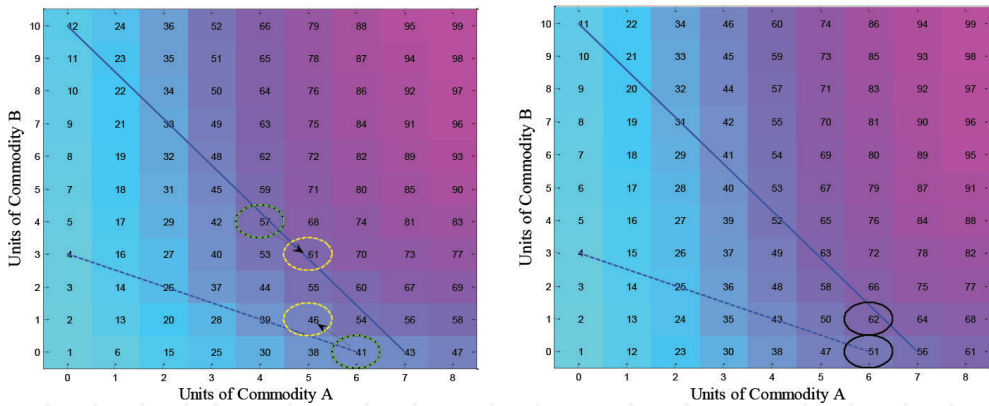 Units of Commodity B
10 12 24 36 52 66 79 88 95 99
9 11 23 35 51 65 78 87 94 98
8 10 22 34 50 64 76 86 92 97
7 9 21 33 49 63 75 84 91 96
6 8 19 32 48 62 72 82 89 93
5 7 18 31 45 59 71 80 85 90
4 5 17 29 42 57 68 74 81 83
3 4 16 27 40 53 61 70 73 77
2 3 14 26 37 44 55 60 67 69
1 2 13 20 28 39 46 54 56 58
0 1 6 15 25 30 38 41 43 47
0 1 2 3 4 5 6 7 8
Units of Commodity A
Units of Commodity B
10 11 22 34 46 60 74 86 94 99
9 10 21 33 45 59 73 85 93 98
8 9 20 32 44 57 71 83 92 97
7 8 19 31 42 55 70 81 90 96
6 7 18 29 41 54 69 80 89 95
5 6 17 28 40 53 67 79 87 91
4 5 16 27 39 52 65 76 84 88
3 4 15 26 37 49 63 72 78 82
2 3 14 25 36 48 58 66 75 77
1 2 13 24 35 43 50 62 64 68
0 1 12 23 30 38 47 51 56 61
0 1 2 3 4 5 6 7 8
Units of Commodity A